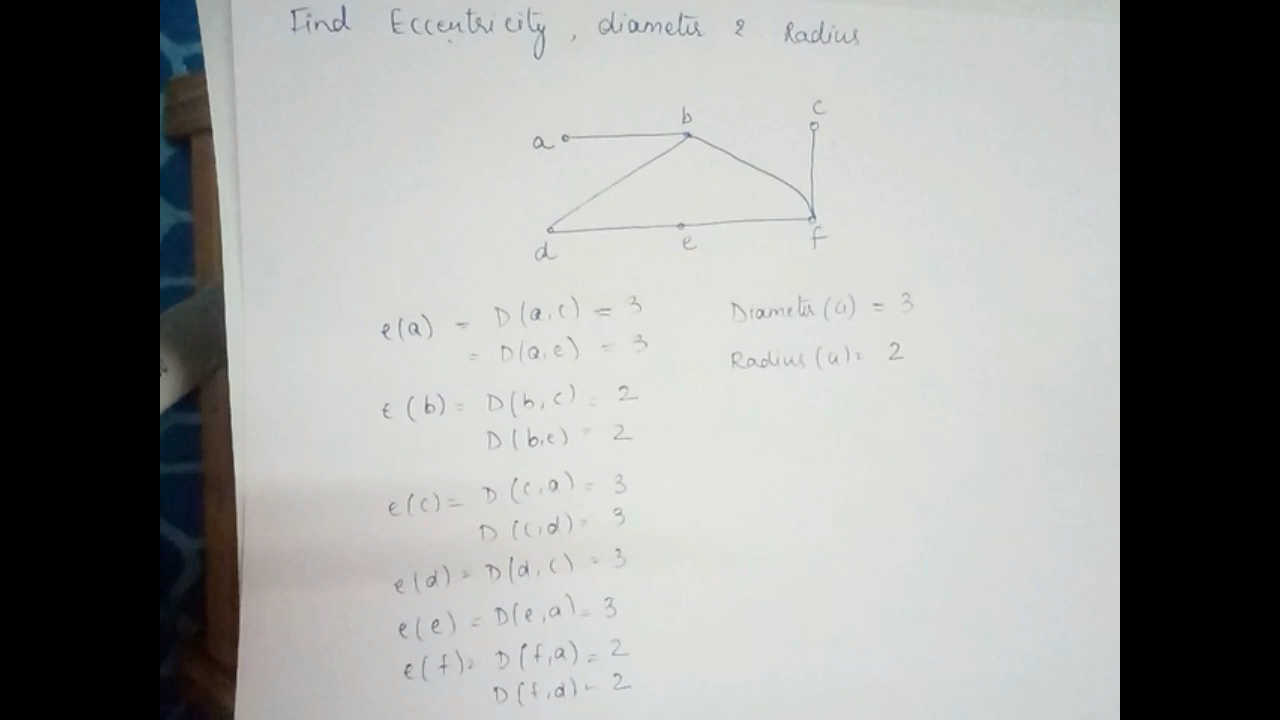 Find Eccentricity, diameter & Radius
a
b
c
d
e
f
e(a) = D(a,c) = 3
= D(a,e) = 3
e(b) = D(b,c) = 2
D(b,e) = 2
e(c) = D(c,a) = 3
D(c,d) = 3
e(d) = D(d,c) = 3
e(e) = D(e,a) = 3
e(f) = D(f,a) = 2
D(f,d) = 2
Diameter(G) = 3
Radius(G) = 2